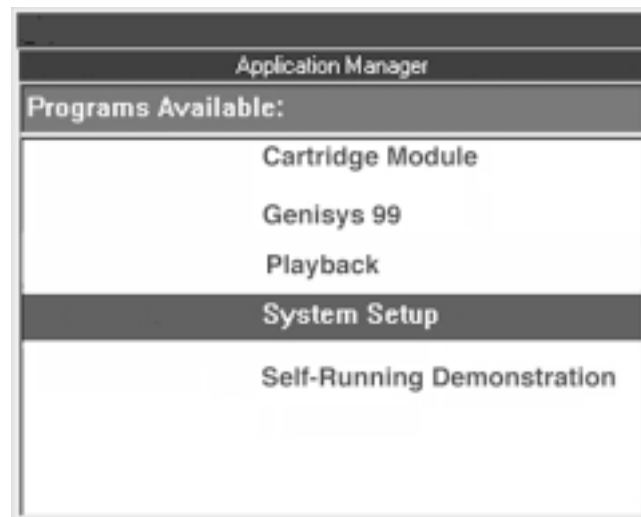 Application Manager
Programs Available:
Cartridge Module
Genisys 99
Playback
System Setup
Self-Running Demonstration